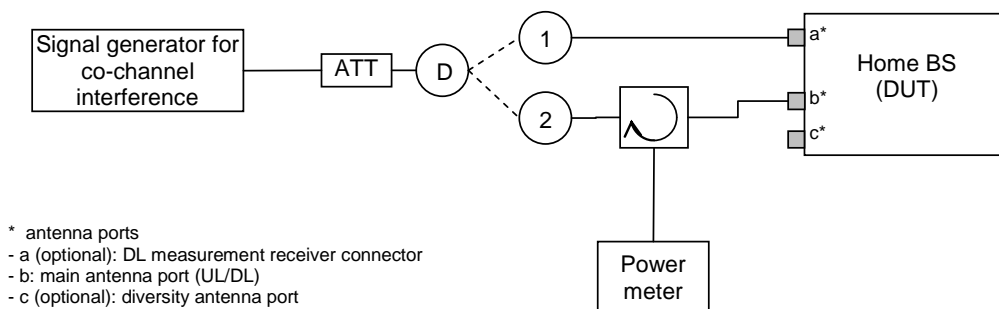 Signal generator for
co-channel
interference
ATT
D
1
2
a*
b*
c*
Home BS
(DUT)
Power
meter
* antenna ports
- a (optional): DL measurement receiver connector
- b: main antenna port (UL/DL)
- c (optional): diversity antenna port